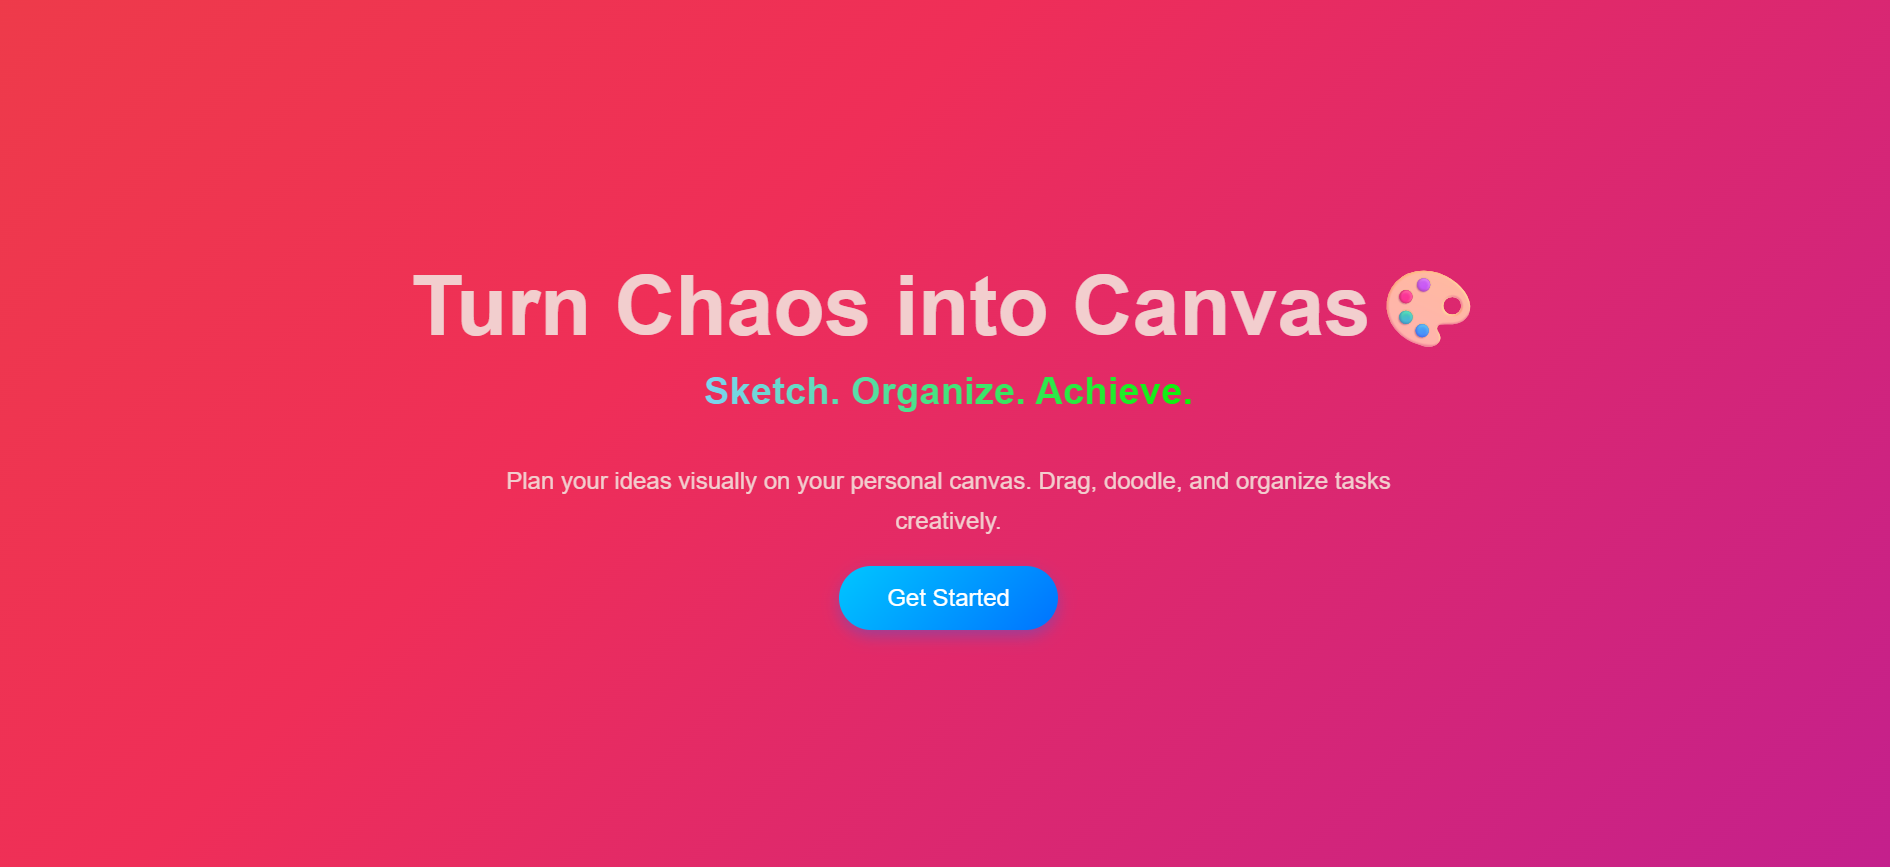 Turn Chaos into Canvas
Sketch. Organize. Achieve.
Plan your ideas visually on your personal canvas. Drag, doodle, and organize tasks
creatively.
Get Started